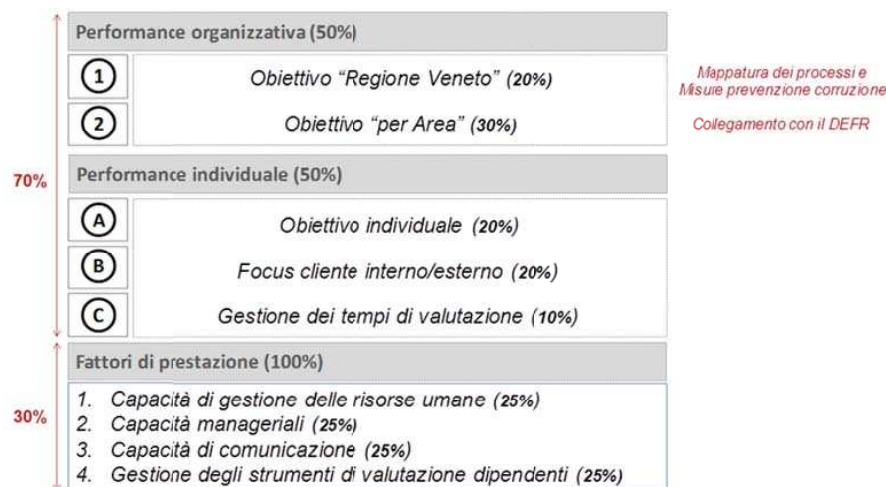 Performance organizzativa (50%)
1 Obiettivo “Regione Veneto” (20%)
Mappatura dei processi e
Misure prevenzione corruzione
2 Obiettivo “per Area” (30%)
Collegamento con il DEFR
70%
Performance individuale (50%)
A Obiettivo individuale (20%)
B Focus cliente interno/esterno (20%)
C Gestione dei tempi di valutazione (10%)
Fattori di prestazione (100%)
30%
1. Capacità di gestione delle risorse umane (25%)
2. Capacità manageriali (25%)
3. Capacità di comunicazione (25%)
4. Gestione degli strumenti di valutazione dipendenti (25%)